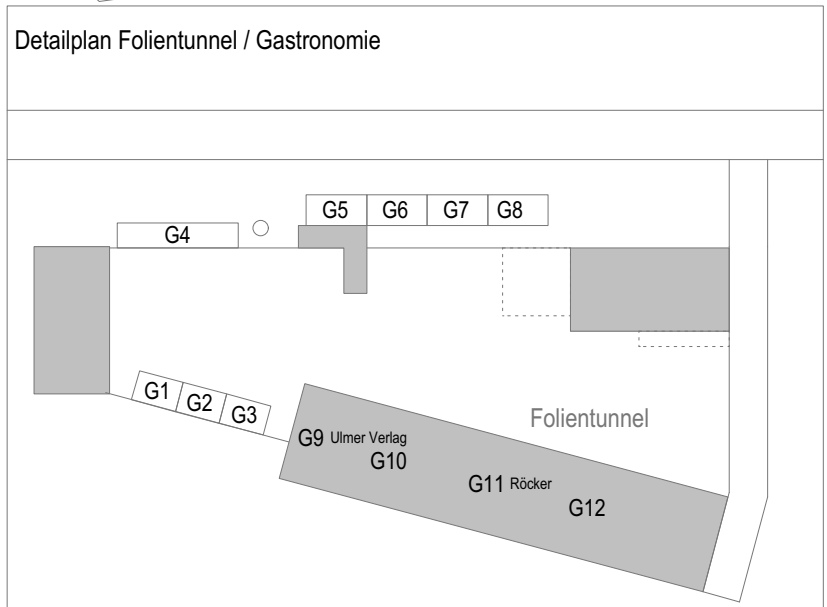 Detailplan Folientunnel / Gastronomie
G5 G6 G7 G8
G4
G1 G2 G3
Folientunnel
G9 Ulmer Verlag
G10
G11 Röcker
G12